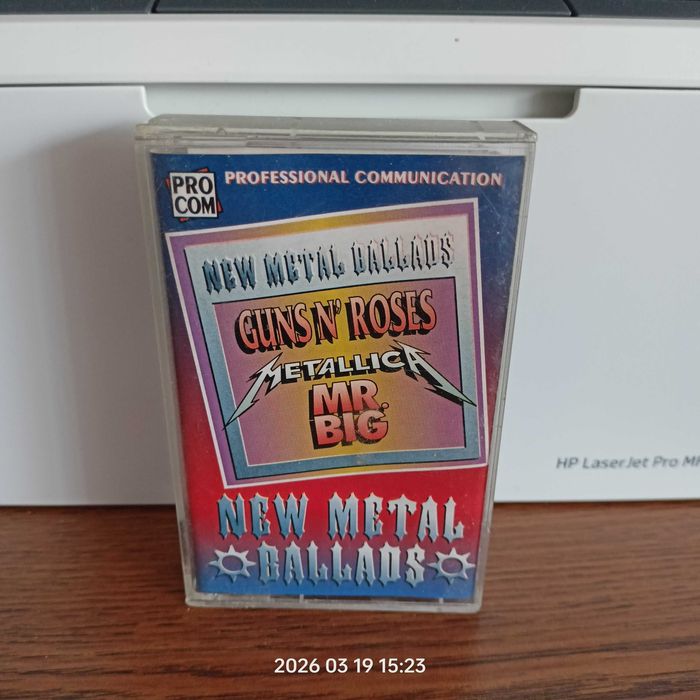 PRO
COM
PROFESSIONAL COMMUNICATION
NEW METAL BALLADS
GUNS N' ROSES
METALLICA
MR.
BIG
HP LaserJet Pro
NEW METAL
BALLADS
2026 03 19 15:23